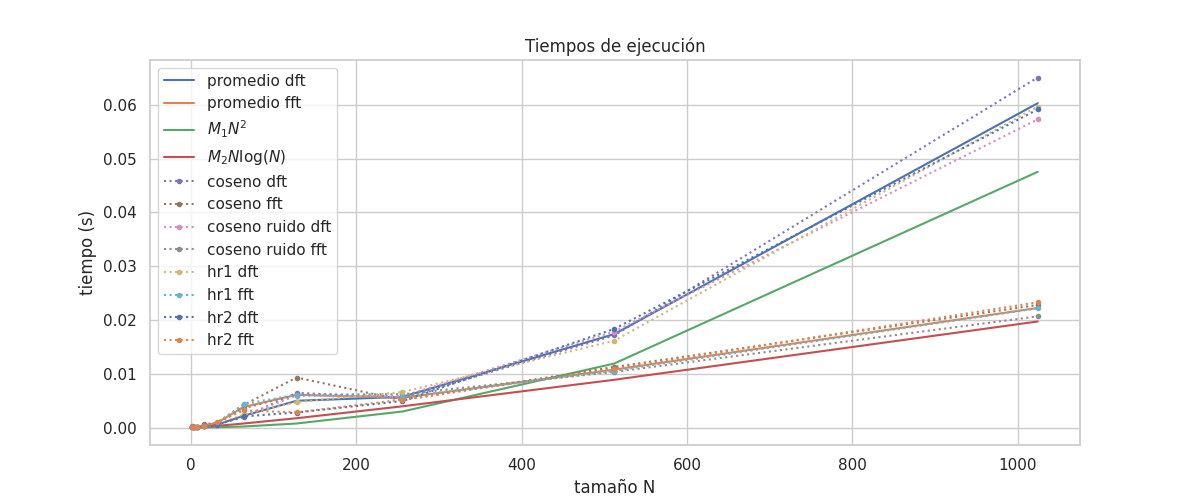 Tiempos de ejecución
promedio dft
promedio fft
M₁N²
M₂Nlog(N)
coseno dft
coseno fft
coseno ruido dft
coseno ruido fft
hr1 dft
hr1 fft
hr2 dft
hr2 fft
tiempo (s)
0.06
0.05
0.04
0.03
0.02
0.01
0.00
0
200
400
600
800
1000
tamaño N